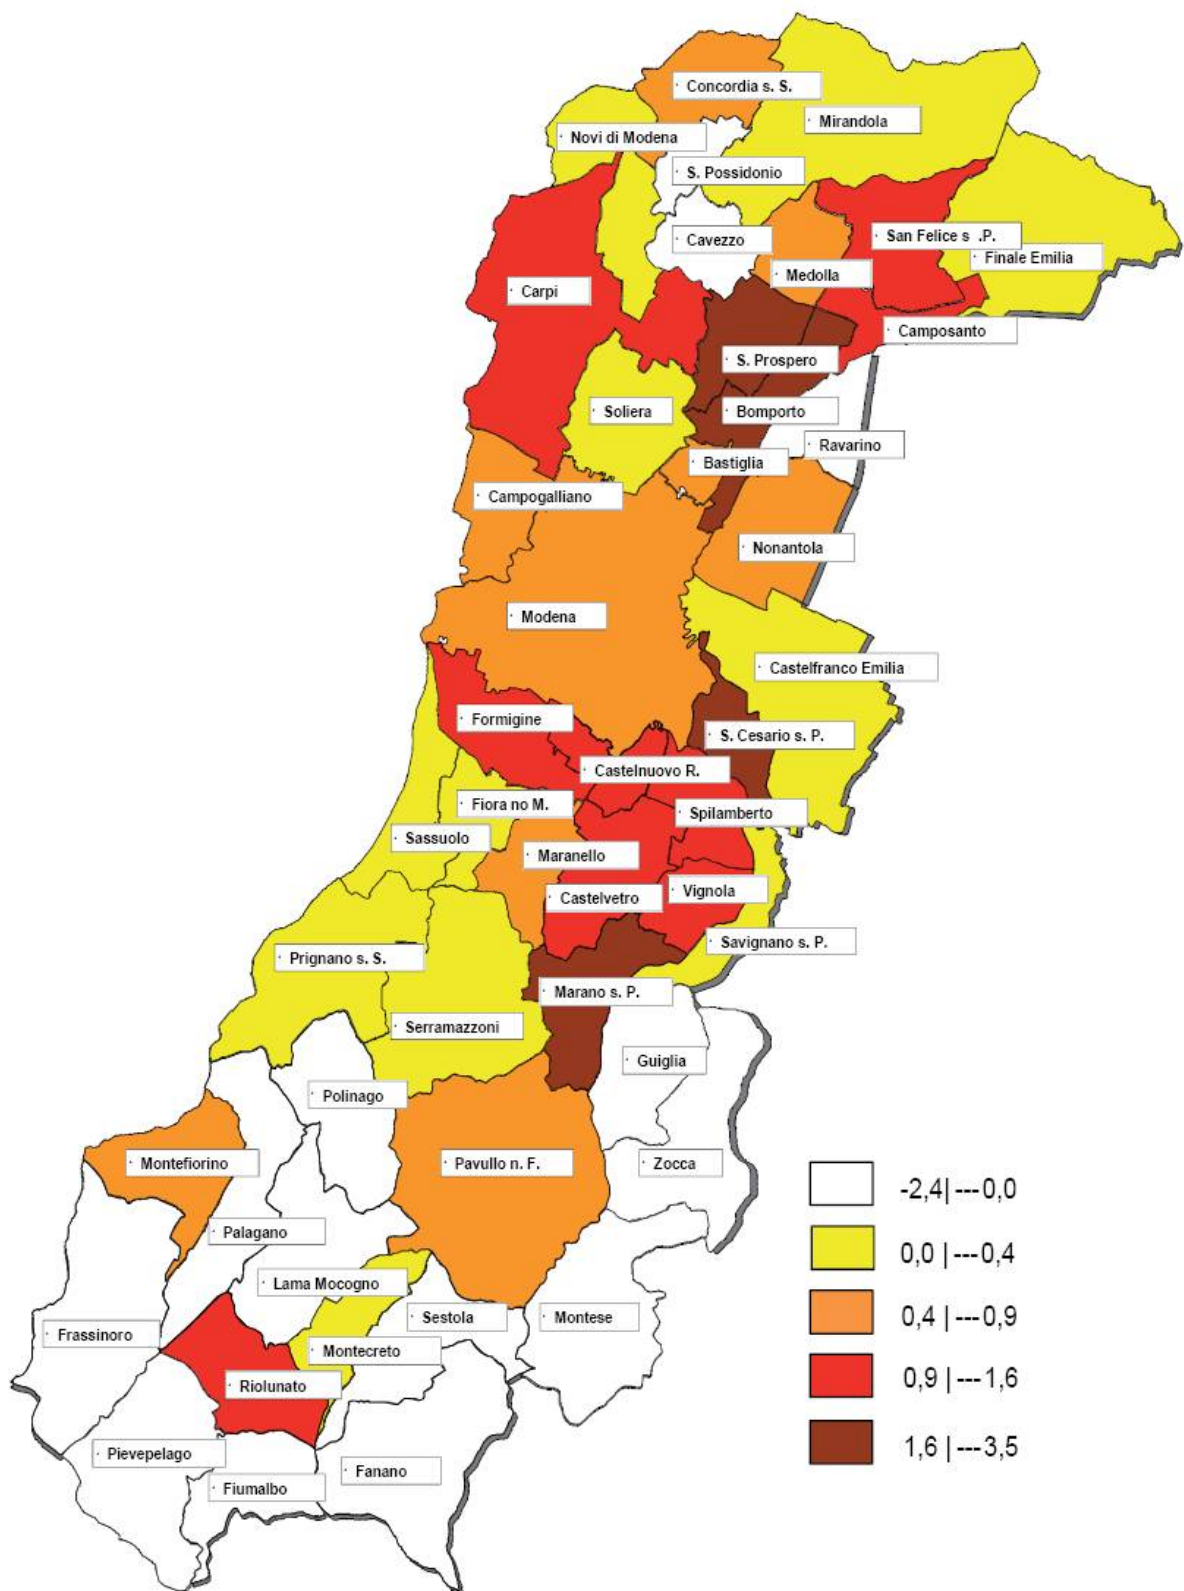 Concordia s. S.
Mirandola
Novi di Modena
S. Possidonio
San Felice s .P.
Cavezzo
Finale Emilia
Medolla
Carpi
Camposanto
S. Prospero
Soliera
Bomporto
Ravarino
Bastiglia
Campogalliano
Nonantola
Modena
Castelfranco Emilia
Formigine
S. Cesario s. P.
Castelnuovo R.
Fiora no M.
Spilamberto
Sassuolo
Maranello
Vignola
Castelvetro
Savignano s. P.
Prignano s. S.
Marano s. P.
Serramazzoni
Guiglia
Polinago
Montefiorino
Pavullo n. F.
Zocca
-2,4|---0,0
Palagano
0,0 |---0,4
Lama Mocogno
0,4 |---0,9
Sestola
Montese
Frassinoro
Montecreto
Riolunato
0,9 |---1,6
1,6 |---3,5
Pievepelago
Fanano
Fiumalbo